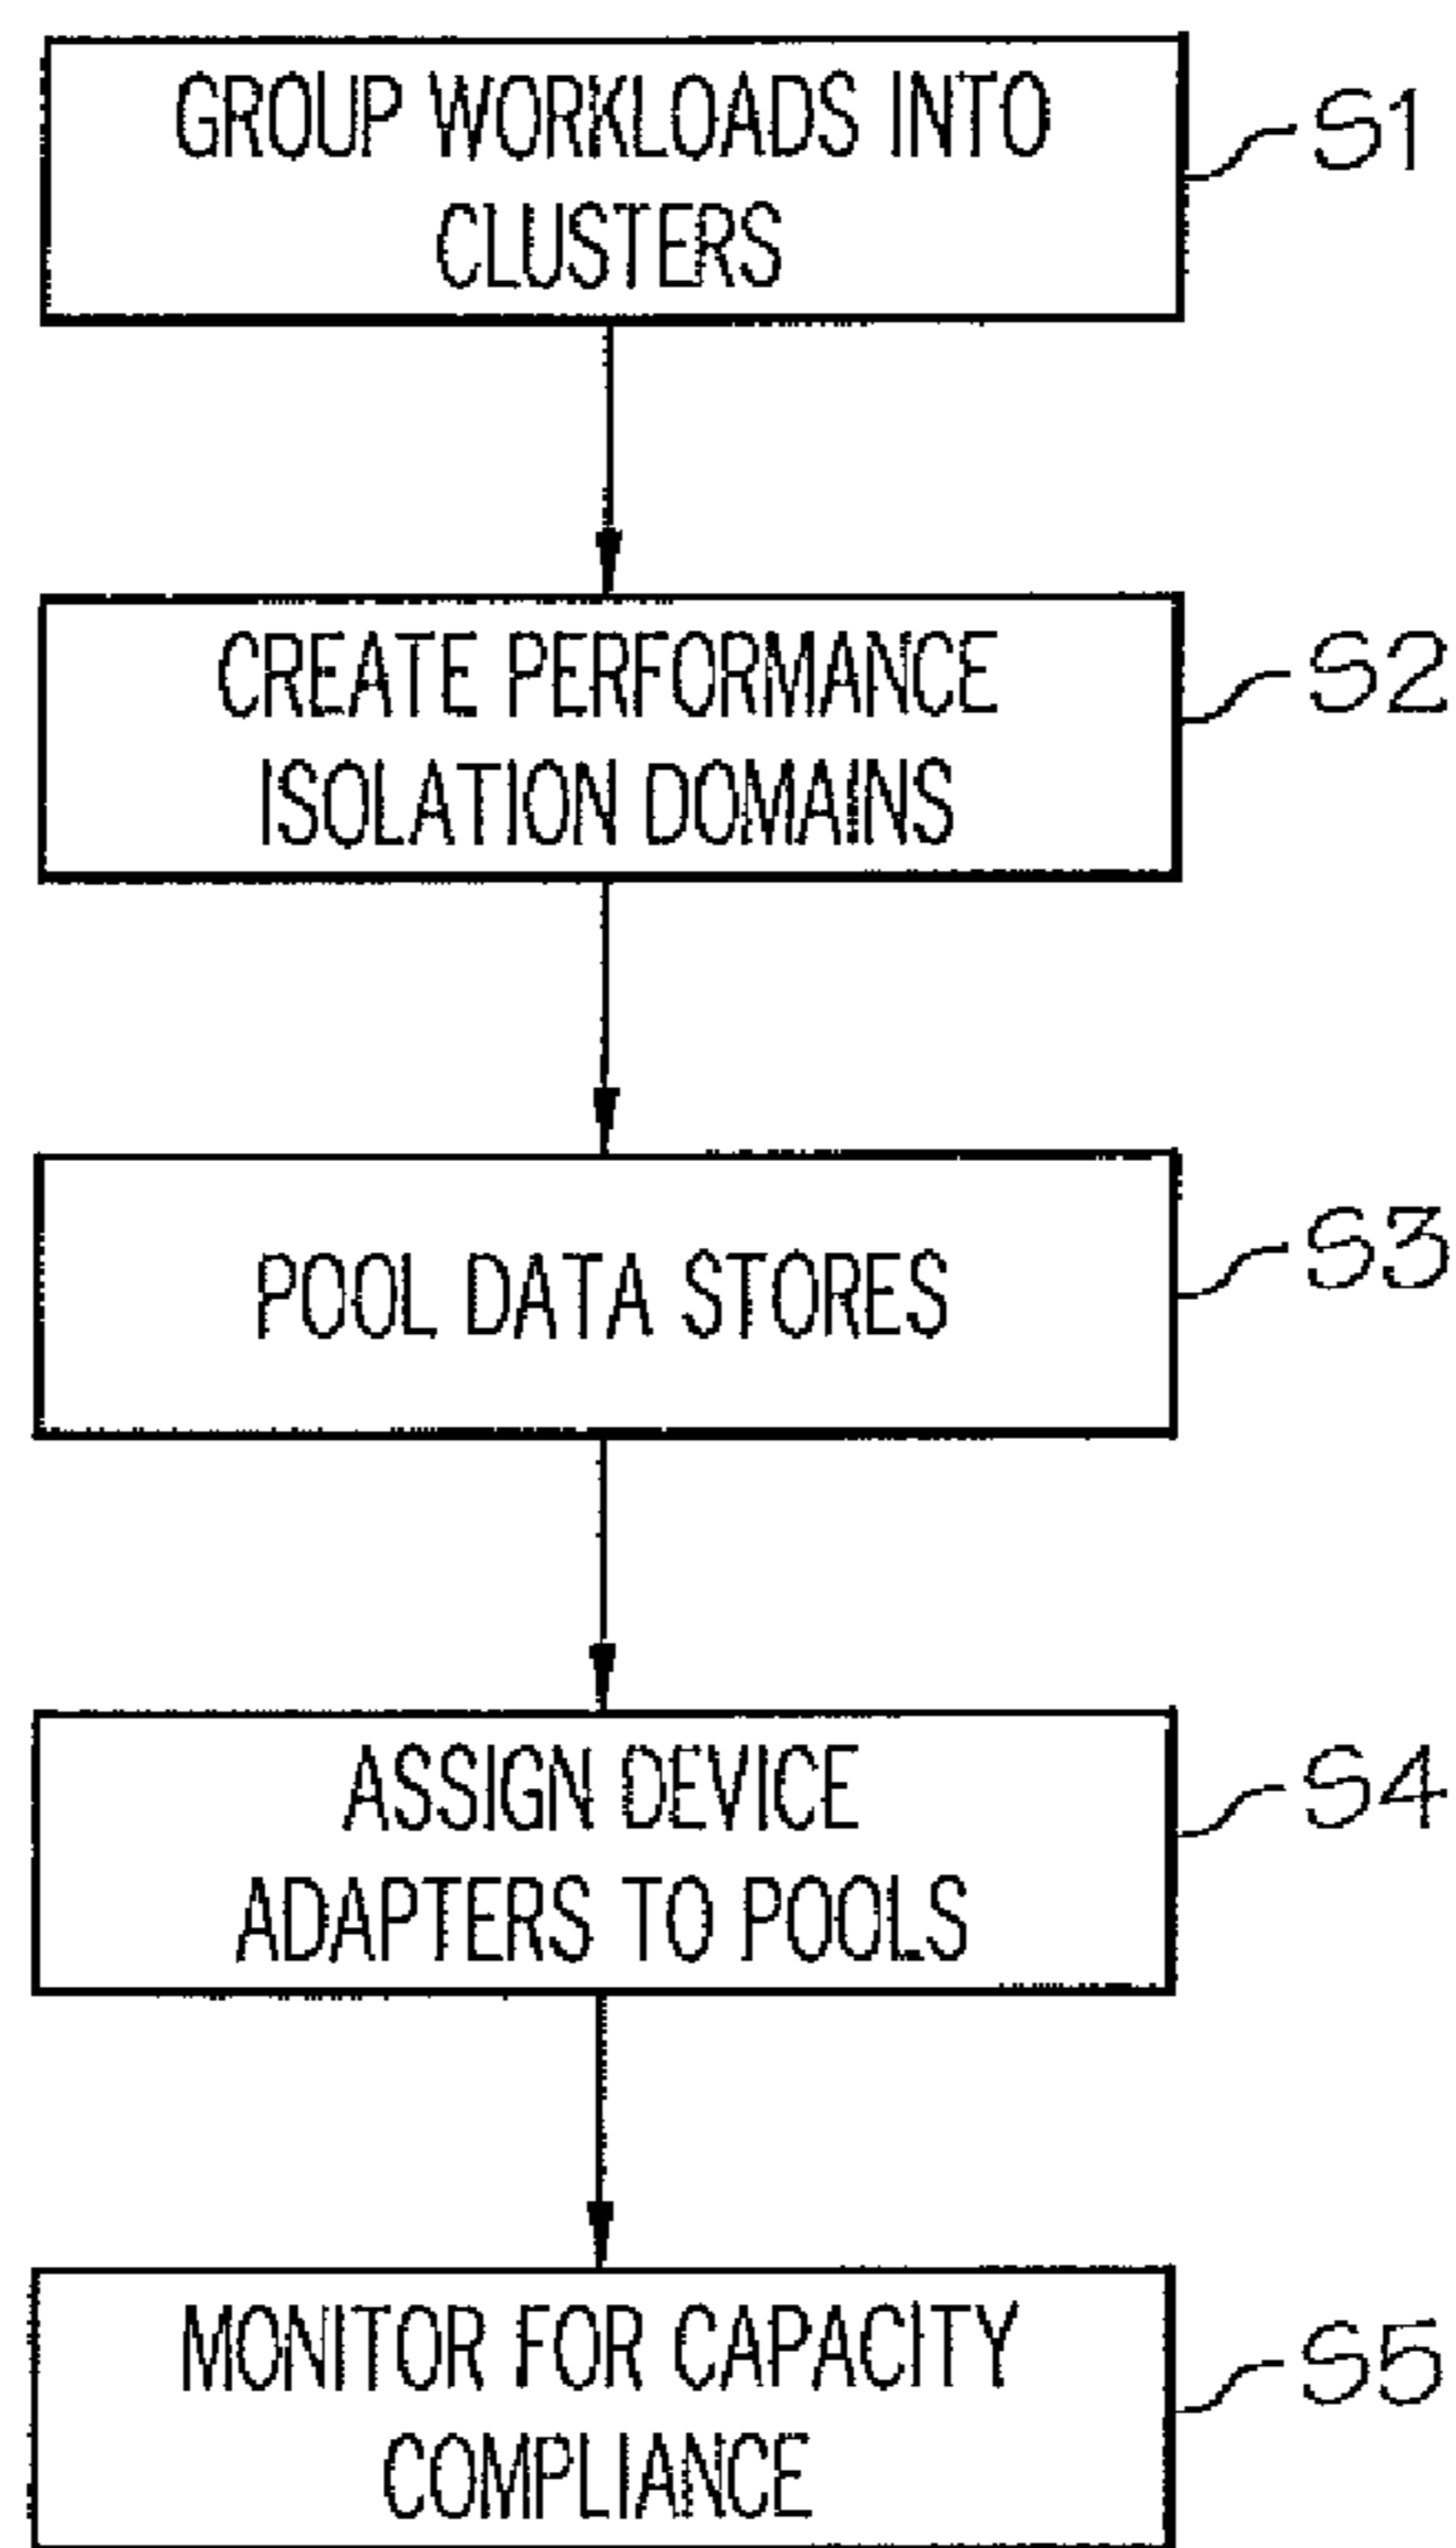 GROUP WORKLOADS INTO
CLUSTERS
S1
CREATE PERFORMANCE
ISOLATION DOMAINS
S2
POOL DATA STORES
S3
ASSIGN DEVICE
ADAPTERS TO POOLS
S4
MONITOR FOR CAPACITY
COMPLIANCE
S5